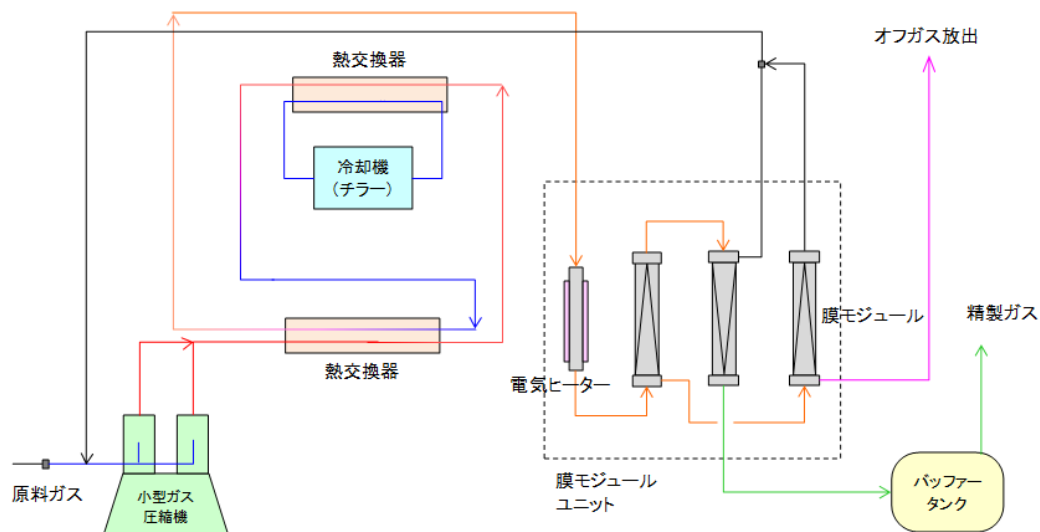 オフガス放出
熱交換器
冷却機
（チラー）
精製ガス
膜モジュール
熱交換器
電気ヒーター
原料ガス
小型ガス
圧縮機
膜モジュール
ユニット
バッファー
タンク